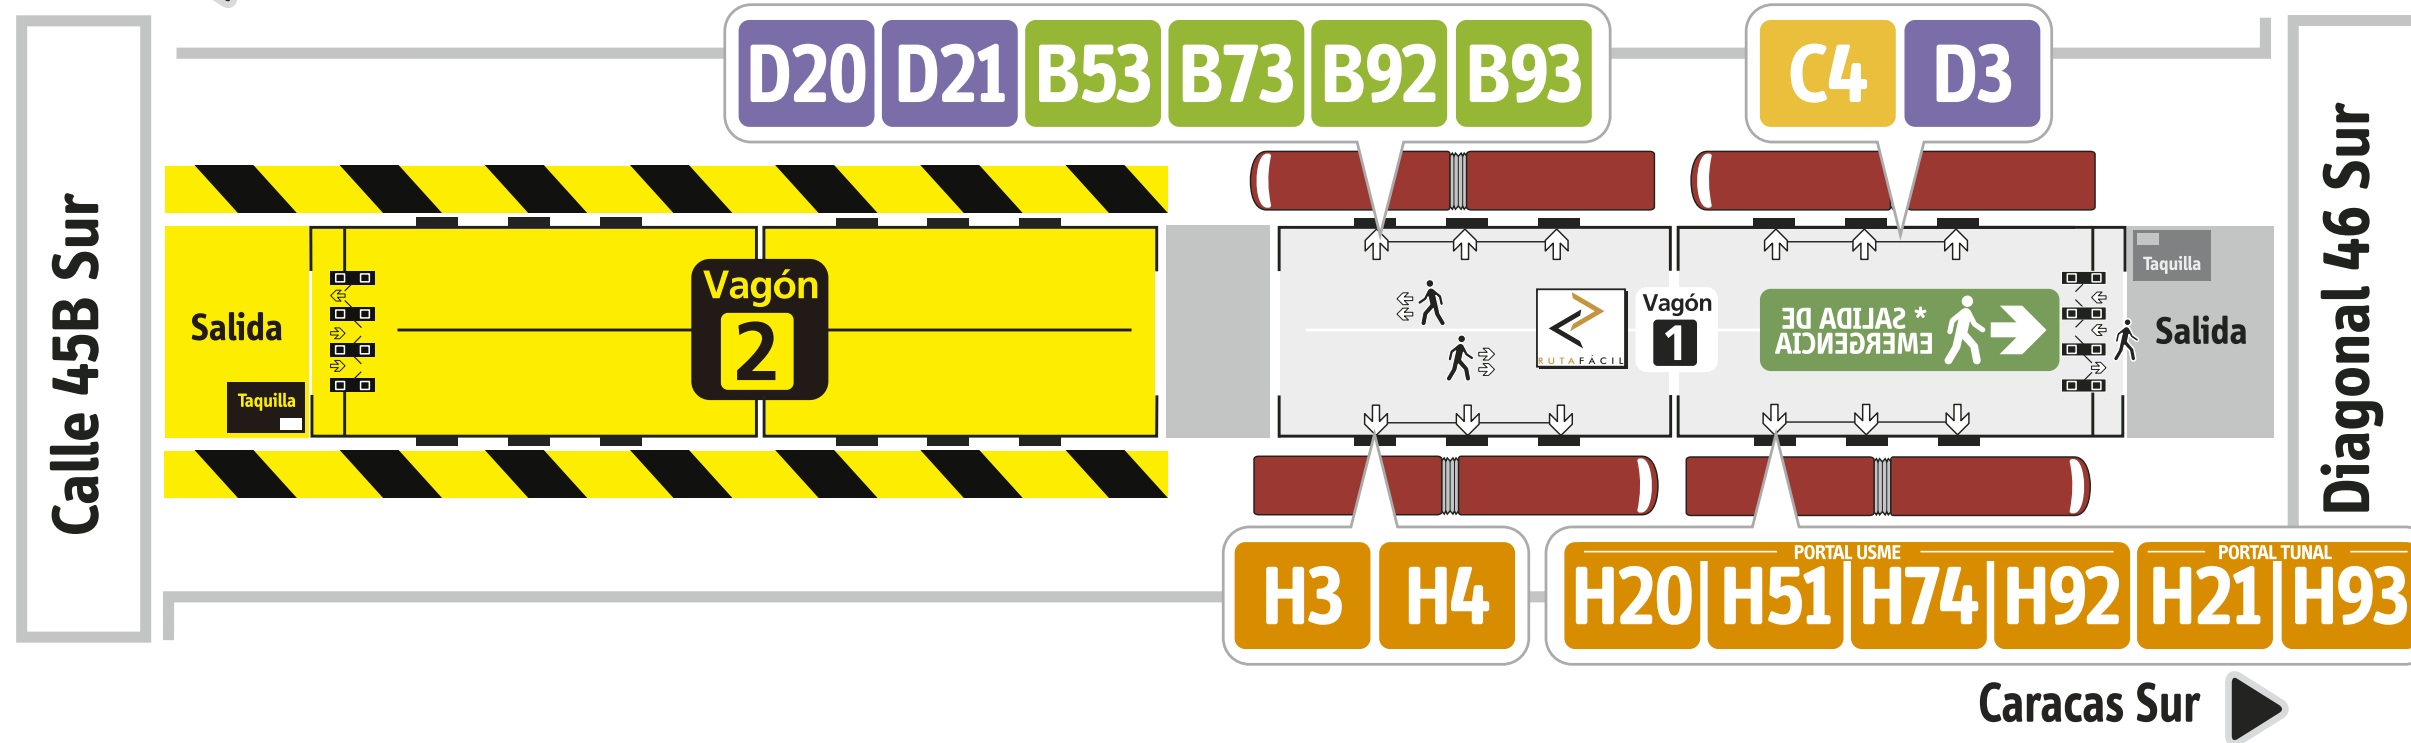 D20 D21 B53 B73 B92 B93
C4 D3
Calle 45B Sur
Salida
Taquilla
Vagón
2
RUTAFÁCIL
Vagón
1
* SALIDA DE
EMERGENCIA
Taquilla
Salida
Diagonal 46 Sur
H3 H4
PORTAL USME
H20 H51 H74 H92
PORTAL TUNAL
H21 H93
Caracas Sur